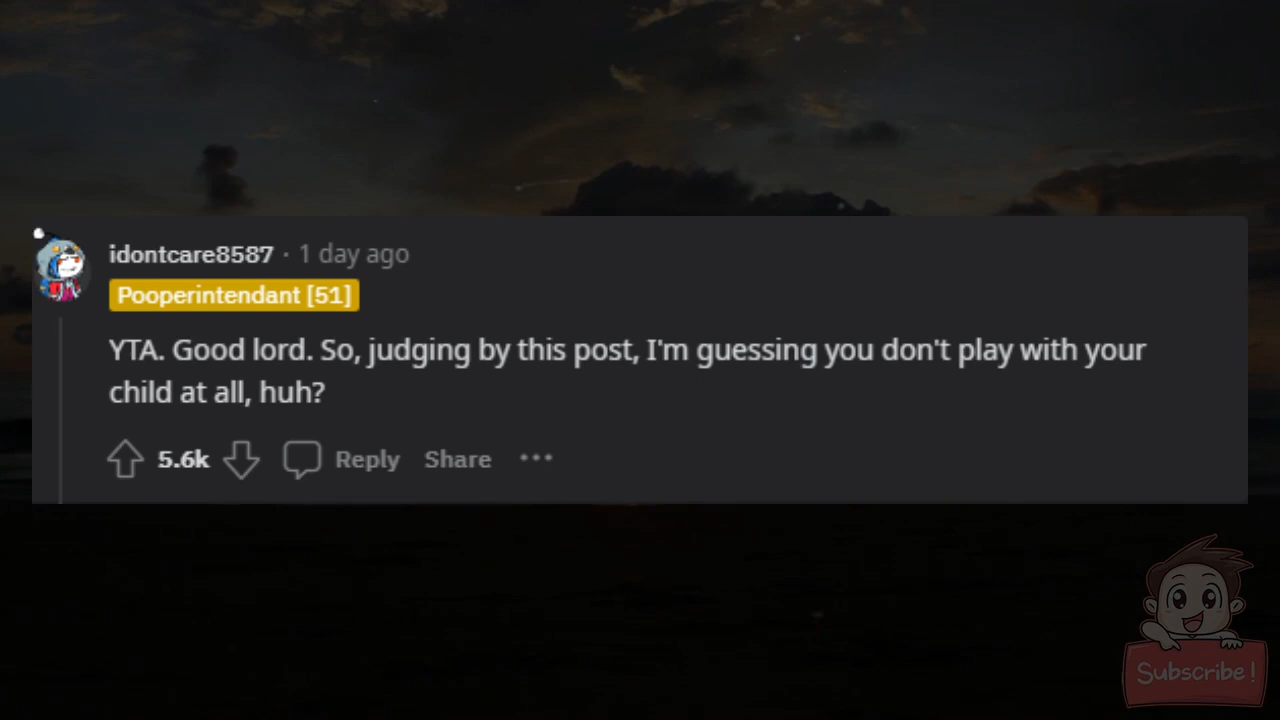 idontcare8587 · 1 day ago
Pooperintendant [51]
YTA. Good lord. So, judging by this post, I'm guessing you don't play with your
child at all, huh?
5.6k Reply Share ···
Subscribe!